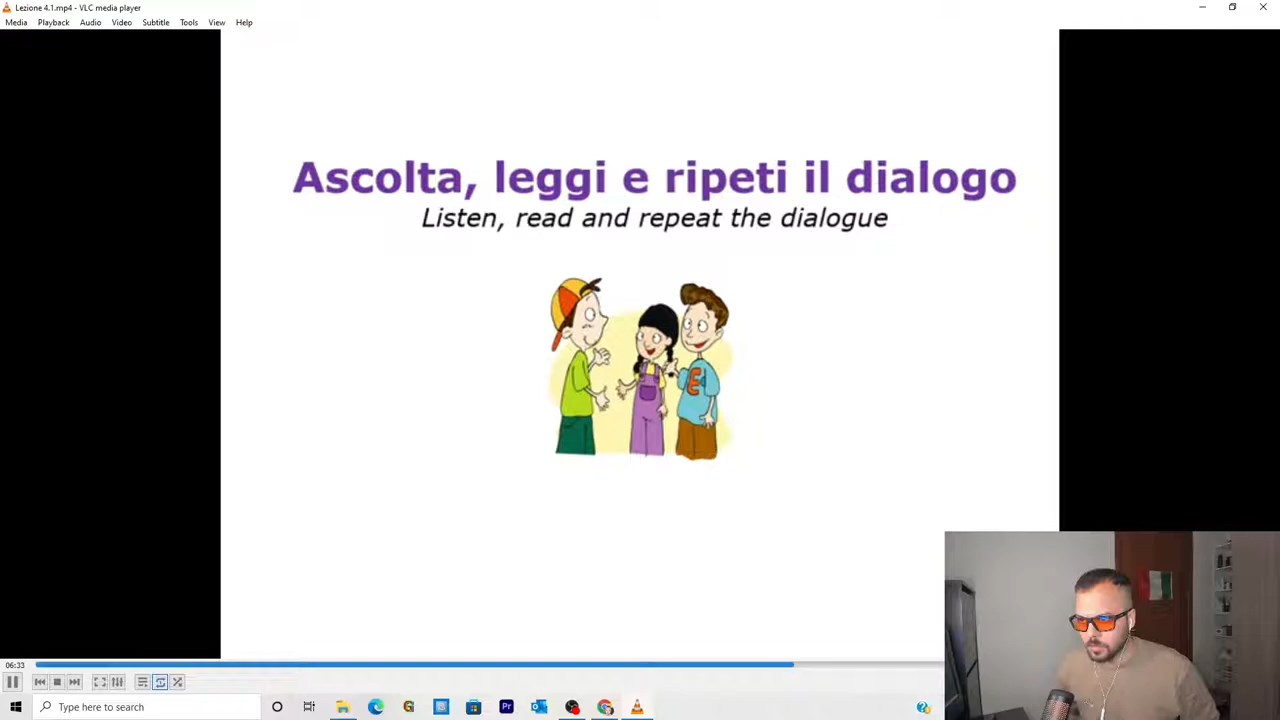 Lezione 4.1.mp4 - VLC media player
Media Playback Audio Video Subtitle Tools View Help
Ascolta, leggi e ripeti il dialogo
Listen, read and repeat the dialogue
E
06:33
Type here to search
Pr